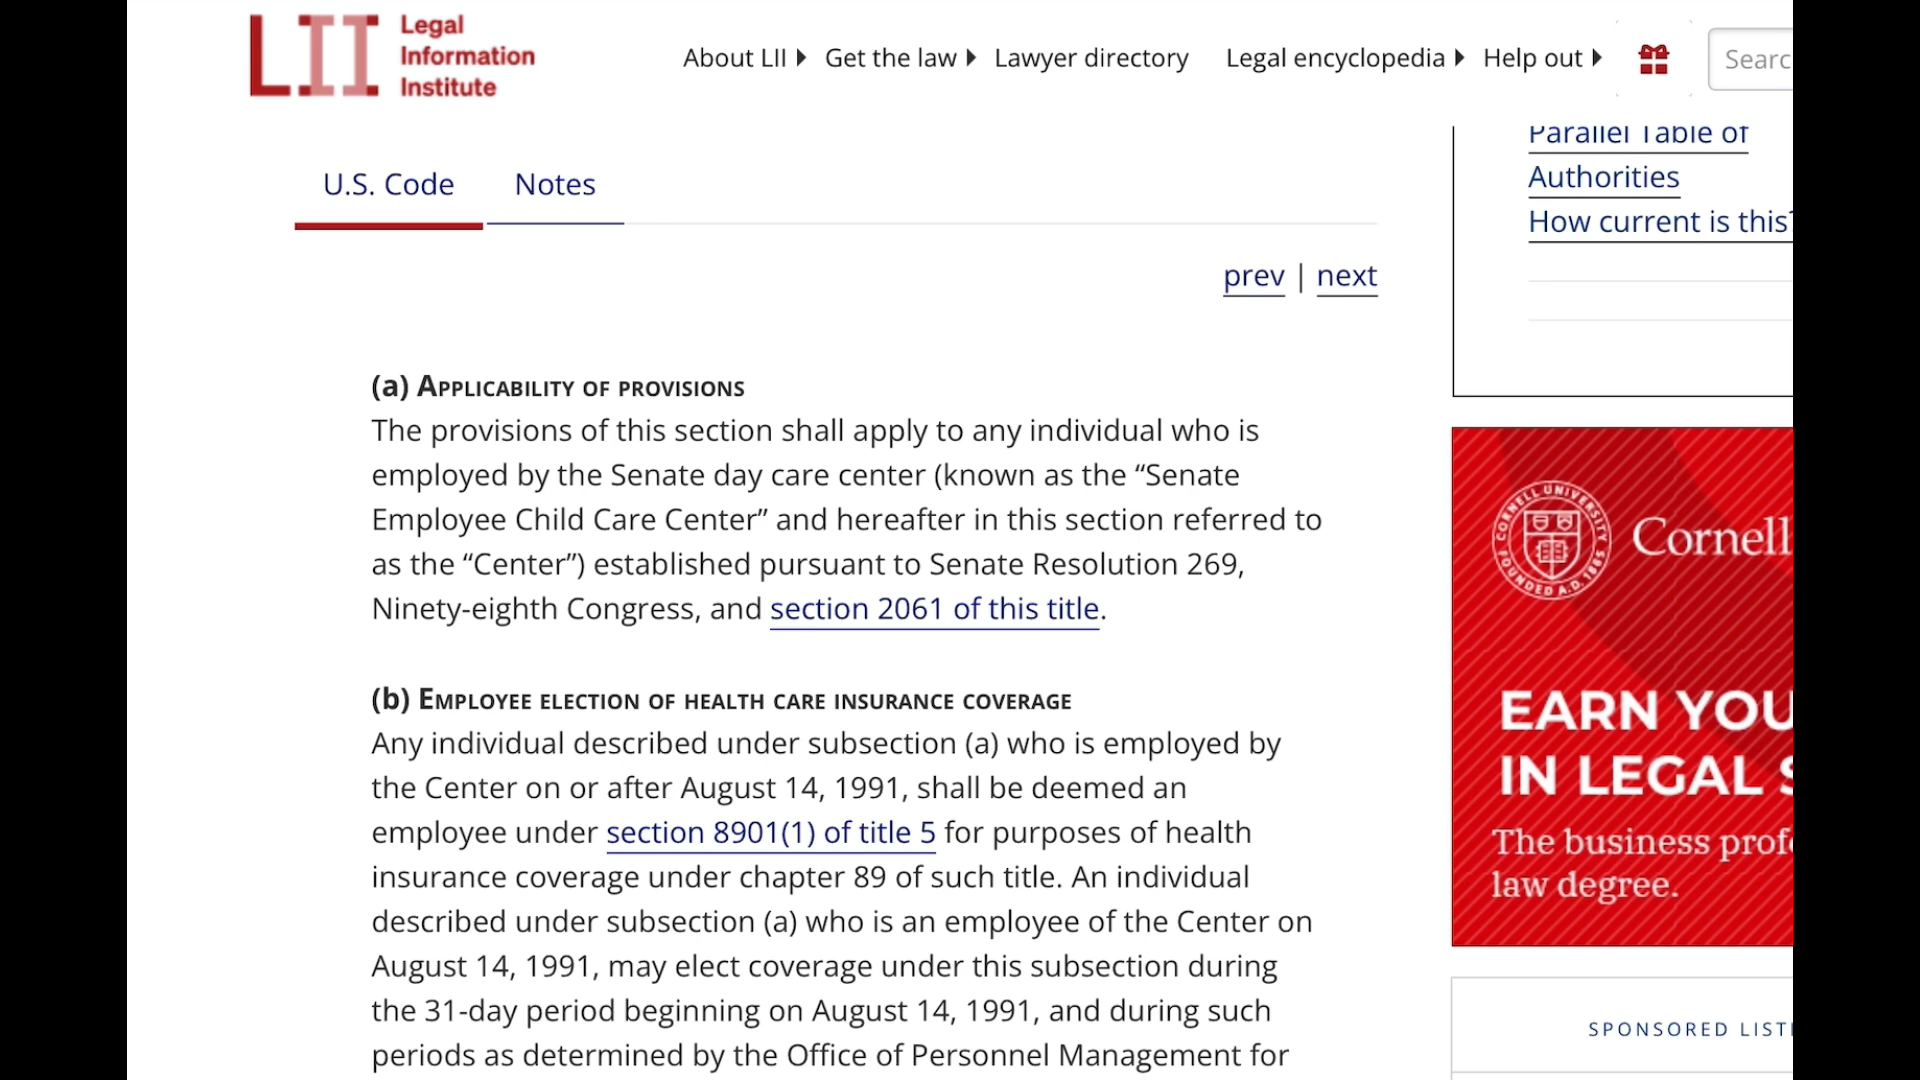 Legal
Information
Institute
About LII
Get the law
Lawyer directory
Legal encyclopedia
Help out
Searc
Parallel Table of
Authorities
How current is this?
U.S. Code
Notes
prev | next
(a) Applicability of provisions
The provisions of this section shall apply to any individual who is
employed by the Senate day care center (known as the “Senate
Employee Child Care Center” and hereafter in this section referred to
as the “Center”) established pursuant to Senate Resolution 269,
Ninety-eighth Congress, and section 2061 of this title.
(b) Employee election of health care insurance coverage
Any individual described under subsection (a) who is employed by
the Center on or after August 14, 1991, shall be deemed an
employee under section 8901(1) of title 5 for purposes of health
insurance coverage under chapter 89 of such title. An individual
described under subsection (a) who is an employee of the Center on
August 14, 1991, may elect coverage under this subsection during
the 31-day period beginning on August 14, 1991, and during such
periods as determined by the Office of Personnel Management for
CORNELL UNIVERSITY
FOUNDED A.D. 1865
Cornell
EARN YOU
IN LEGAL S
The business prof
law degree.
SPONSORED LISTI